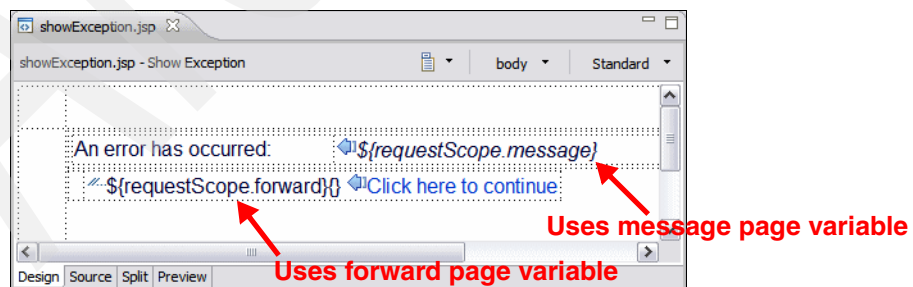 showException.jsp
showException.jsp - Show Exception body Standard
An error has occurred: ${requestScope.message}
${requestScope.forward}{} Click here to continue
Uses message page variable
Uses forward page variable
Design Source Split Preview